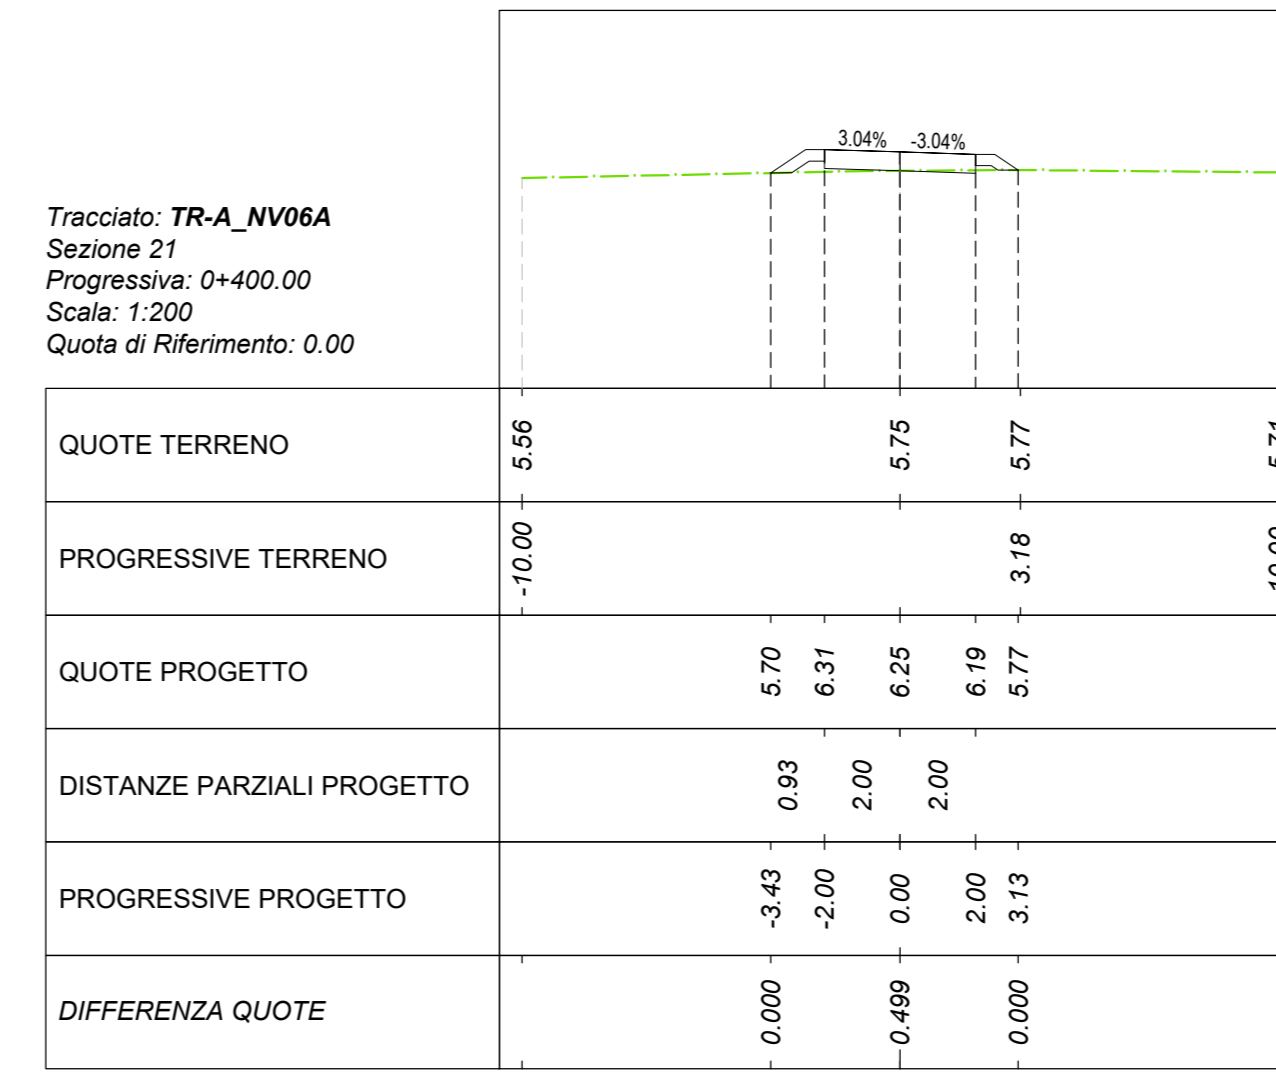 3.04% -3.04%
Tracciato: TR-A_NV06A
Sezione 21
Progressiva: 0+400.00
Scala: 1:200
Quota di Riferimento: 0.00
QUOTE TERRENO 5.56 5.75 5.77
PROGRESSIVE TERRENO -10.00 3.18
QUOTE PROGETTO 5.70 6.31 6.25 6.19 5.77
DISTANZE PARZIALI PROGETTO 0.93 2.00 2.00
PROGRESSIVE PROGETTO -3.43 -2.00 0.00 2.00 3.13
DIFFERENZA QUOTE 0.000 0.499 0.000